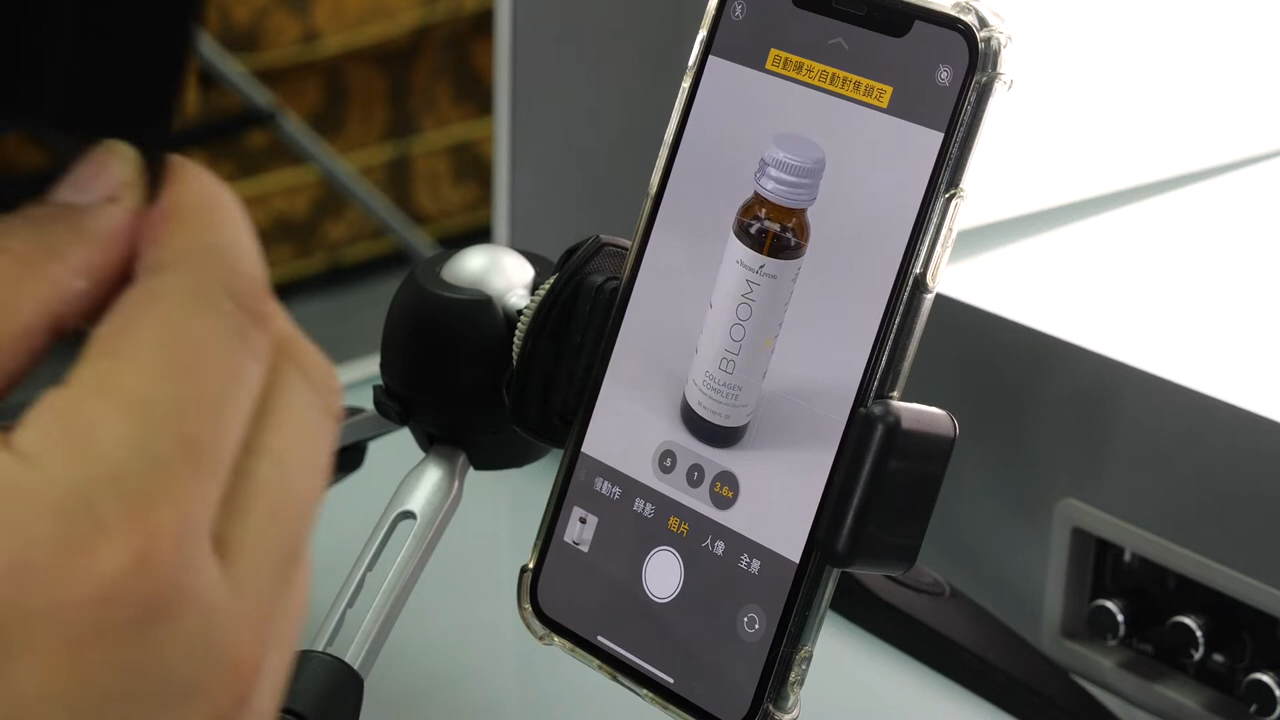 自動曝光/自動對焦鎖定
YOUNG LIVING
BLOOM
COLLAGEN
COMPLETE
.5
1
3.6x
慢動作
錄影
相片
人像
全景